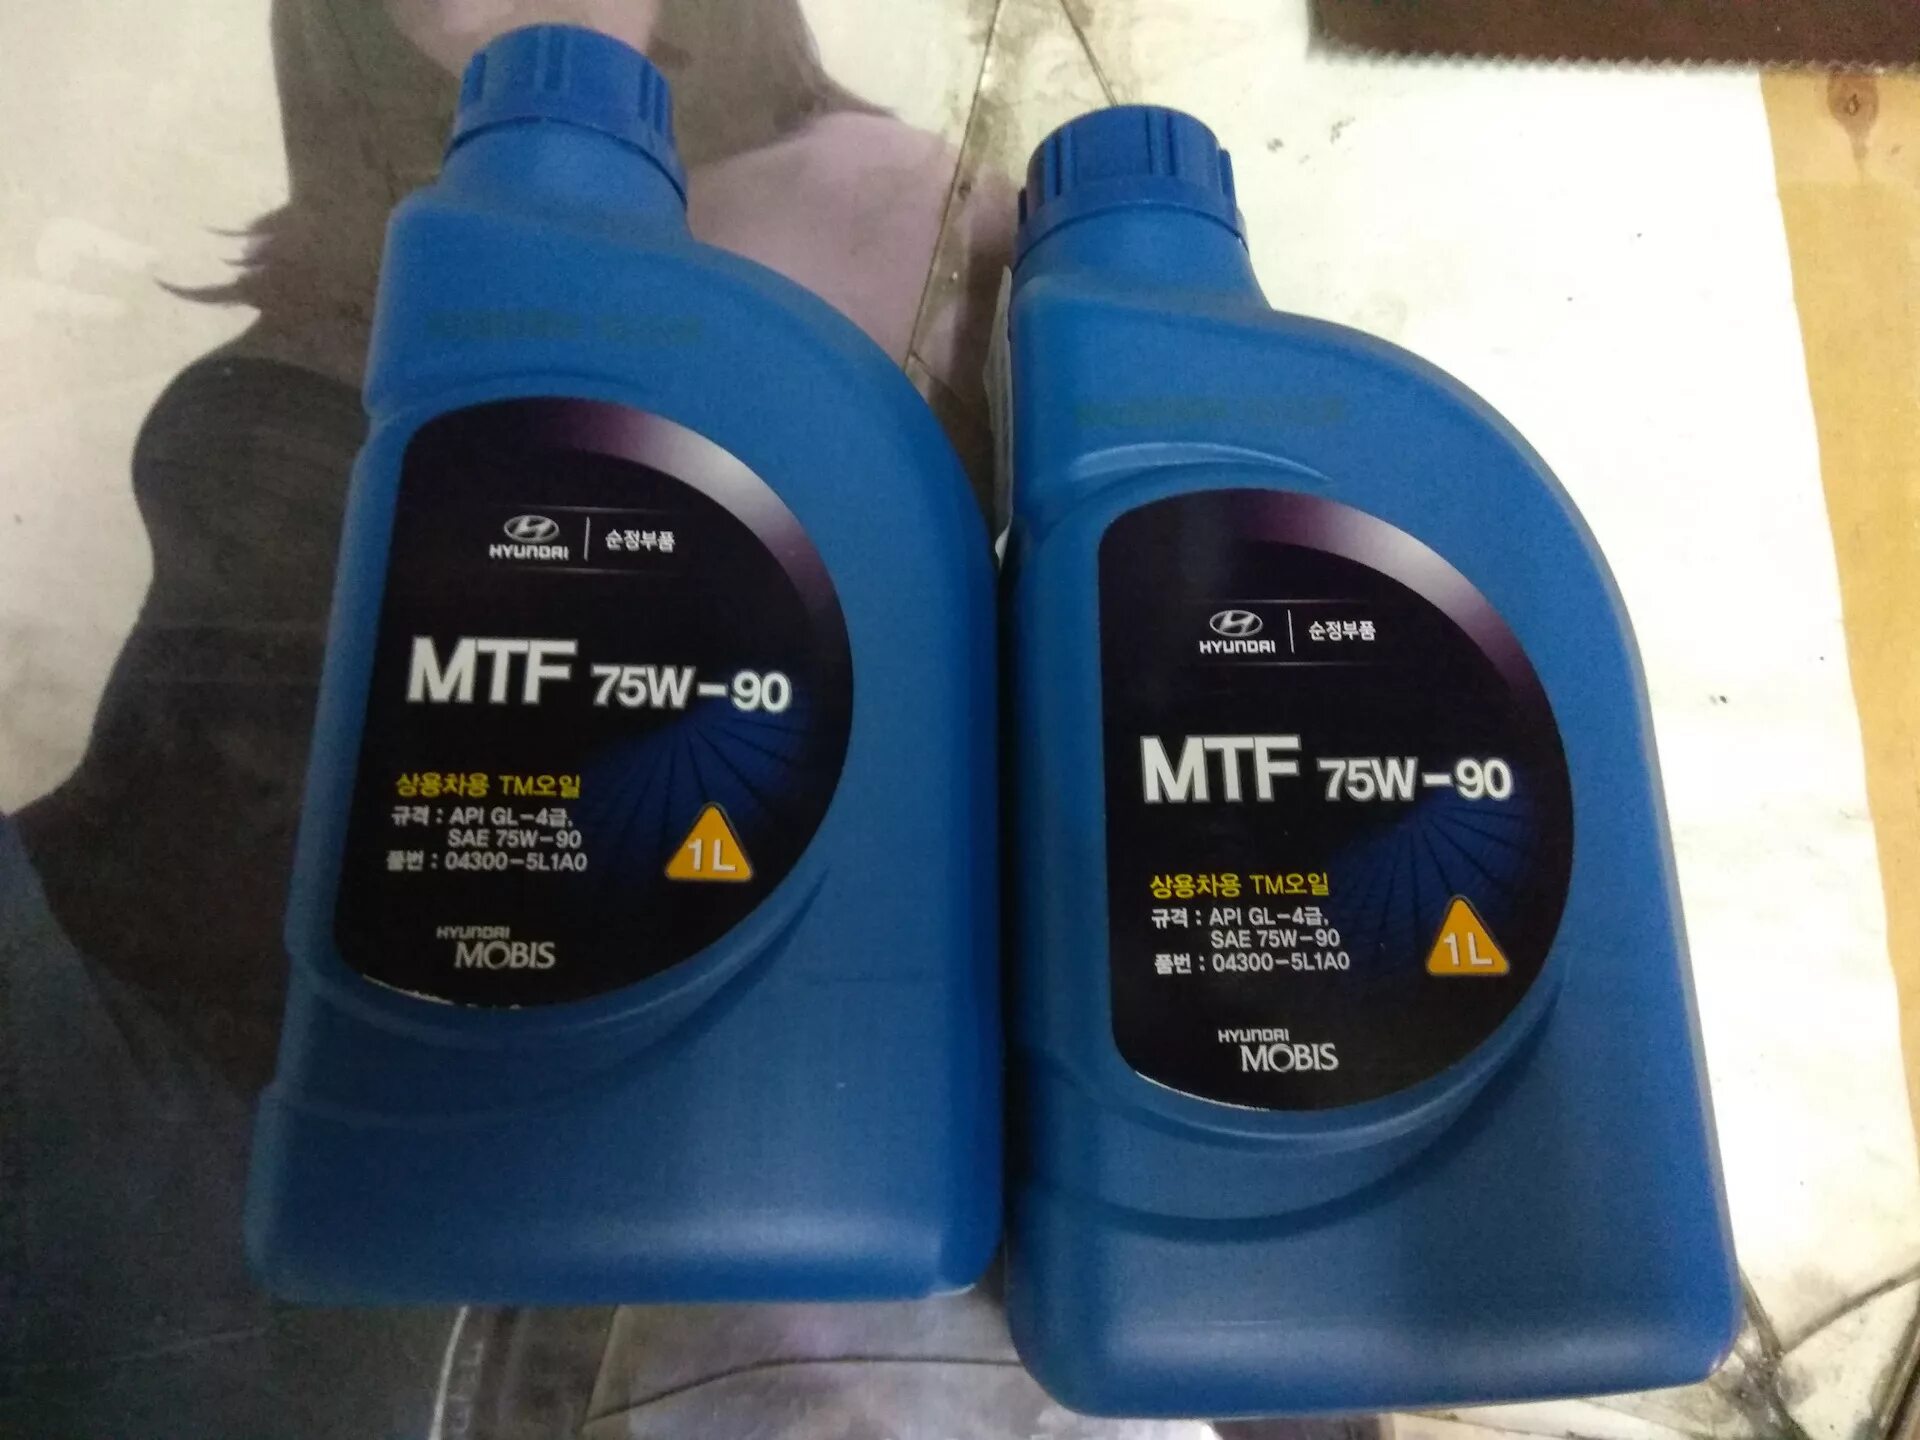 HYUNDAI 순정부품
MTF 75W-90
상용차용 TM오일
규격 : API GL-4급,
SAE 75W-90
품번 : 04300-5L1A0
1L
HYUNDAI
MOBIS
HYUNDAI 순정부품
MTF 75W-90
상용차용 TM오일
규격 : API GL-4급,
SAE 75W-90
품번 : 04300-5L1A0
1L
HYUNDAI
MOBIS